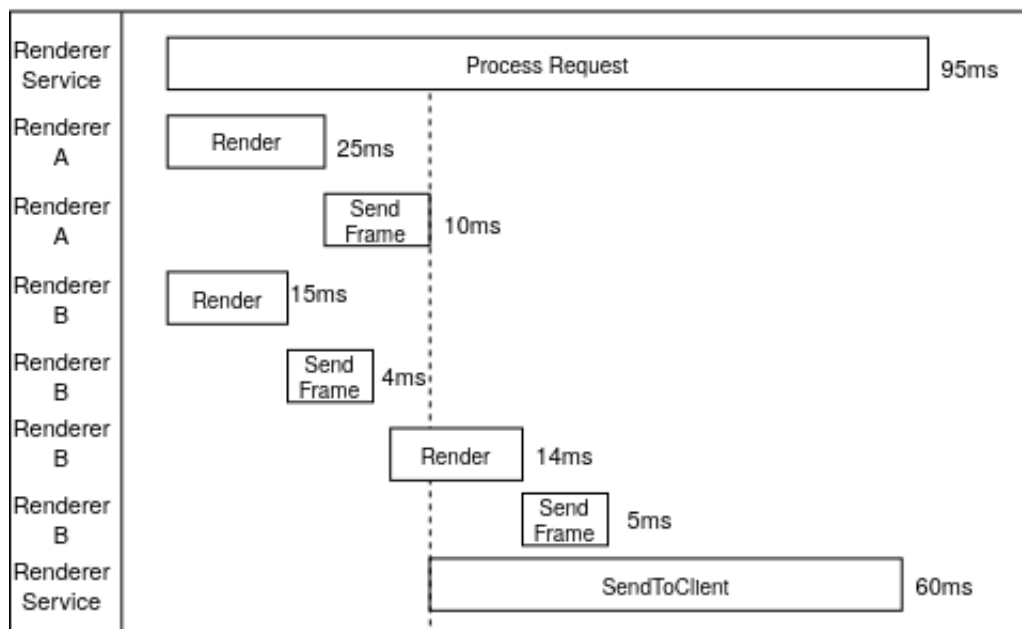 Renderer
Service
Process Request
95ms
Renderer
A
Render
25ms
Renderer
A
Send
Frame
10ms
Renderer
B
Render
15ms
Renderer
B
Send
Frame
4ms
Renderer
B
Render
14ms
Renderer
B
Send
Frame
5ms
Renderer
Service
SendToClient
60ms